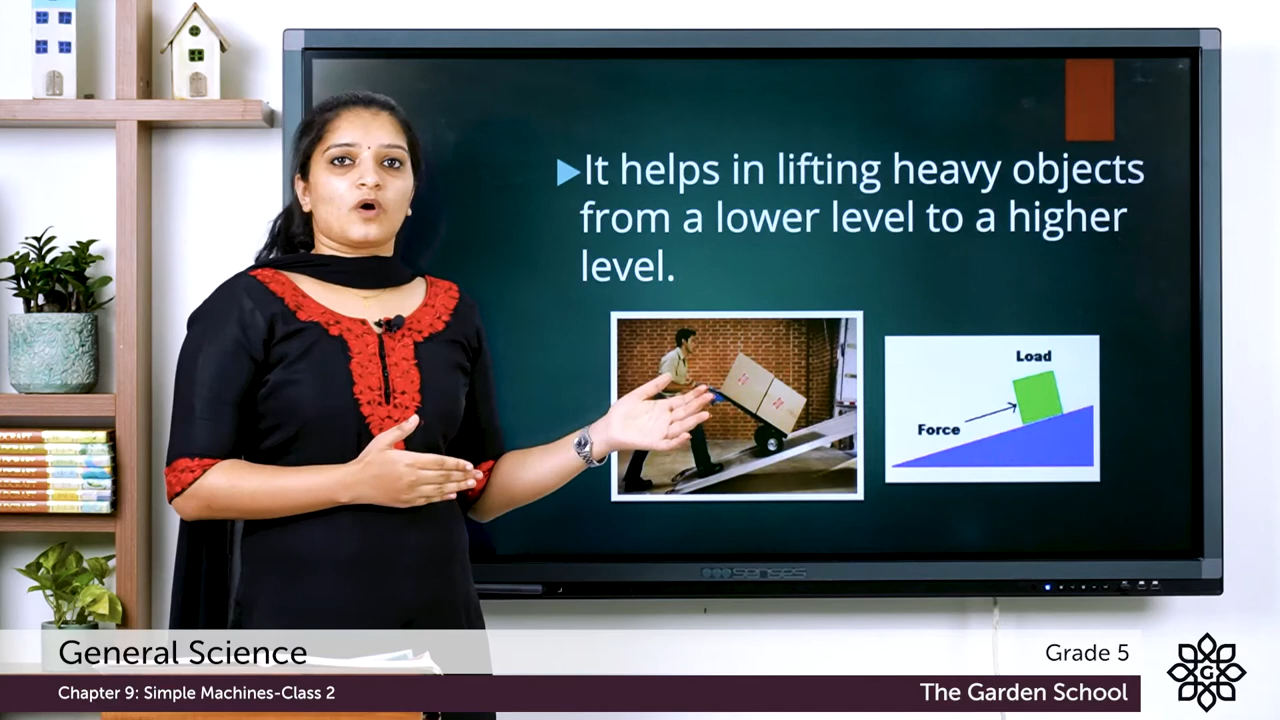 ▶It helps in lifting heavy objects
from a lower level to a higher
level.
Load
Force
senses
General Science
Grade 5
Chapter 9: Simple Machines-Class 2
The Garden School
G